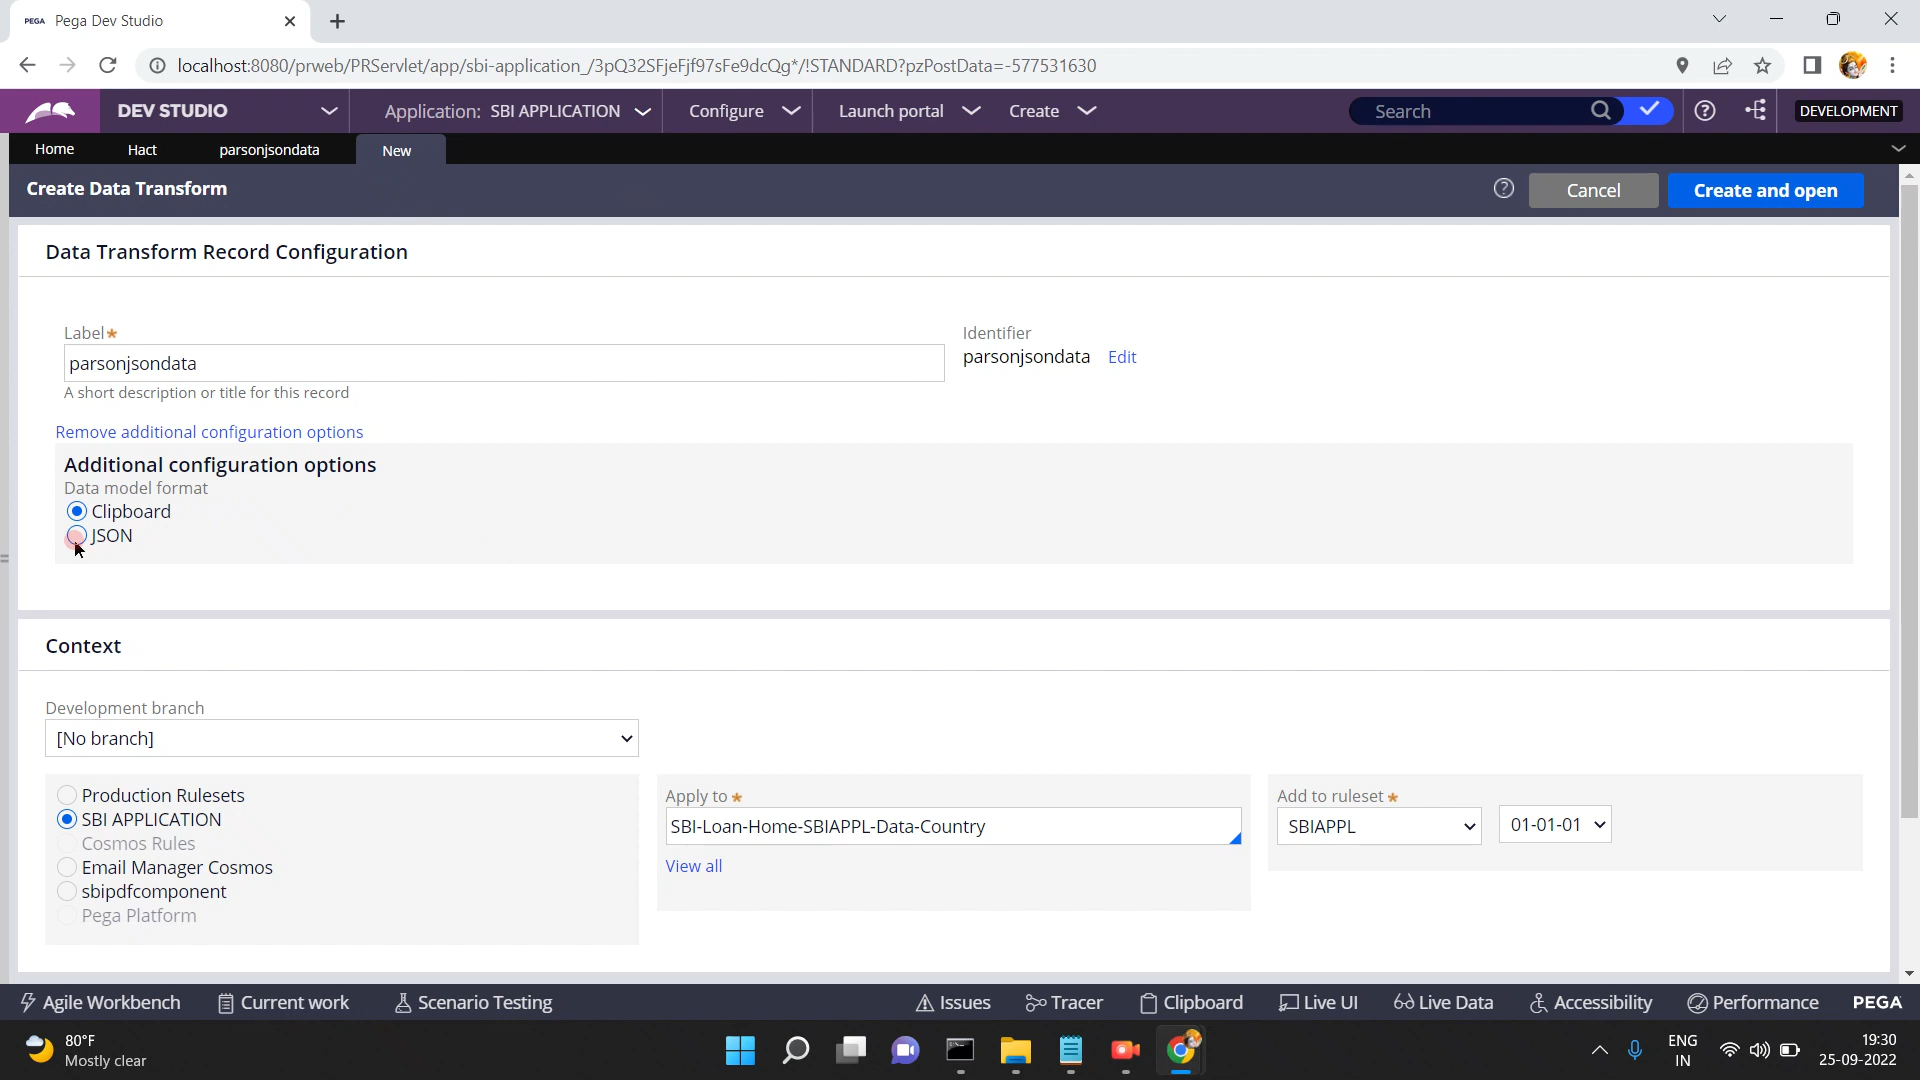 PEGA Pega Dev Studio
localhost:8080/prweb/PRServlet/app/sbi-application_/3pQ32SFjeFjf97sFe9dcQg*/!STANDARD?pzPostData=-577531630
DEV STUDIO Application: SBI APPLICATION Configure Launch portal Create Search DEVELOPMENT
Home Hact parsonjsondata New
Create Data Transform Cancel Create and open
Data Transform Record Configuration
Label* Identifier
parsonjsondata parsonjsondata Edit
A short description or title for this record
Remove additional configuration options
Additional configuration options
Data model format
Clipboard
JSON
Context
Development branch
[No branch]
Production Rulesets Apply to * Add to ruleset *
SBI APPLICATION SBI-Loan-Home-SBIAPPL-Data-Country SBIAPPL 01-01-01
Cosmos Rules
Email Manager Cosmos View all
sbipdfcomponent
Pega Platform
Agile Workbench Current work Scenario Testing Issues Tracer Clipboard Live UI Live Data Accessibility Performance PEGA
80°F ENG 19:30
Mostly clear IN 25-09-2022